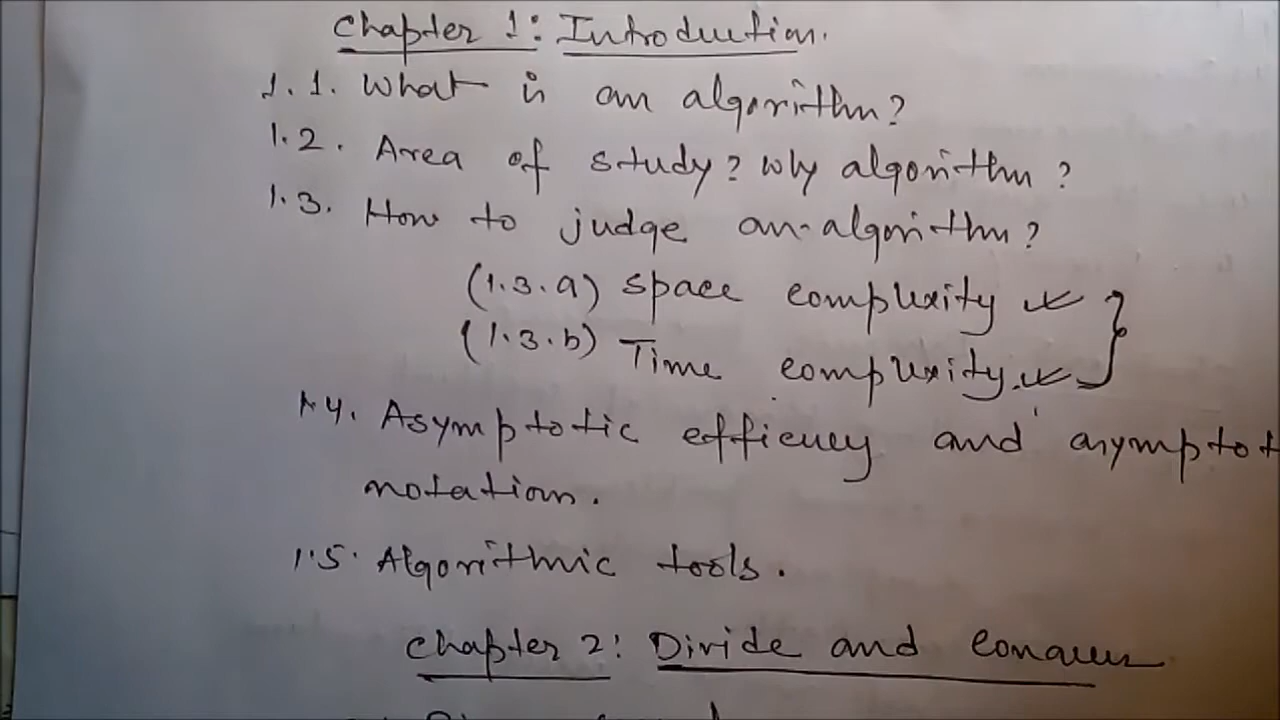 Chapter 1: Introduction.
1.1. What is an algorithm?
1.2. Area of study? Why algorithm?
1.3. How to judge an algorithm?
(1.3.a) Space complexity
(1.3.b) Time complexity.
1.4. Asymptotic efficency and asymptot
notation.
1.5. Algorithmic tools.
Chapter 2: Divide and Conquer